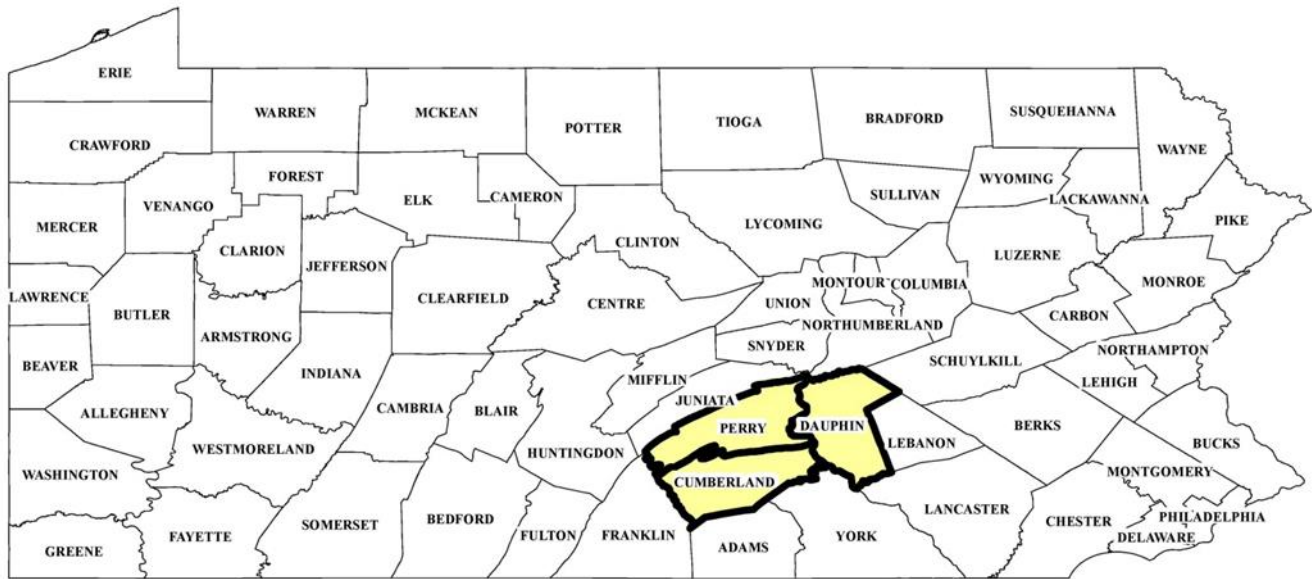 ERIE
WARREN
MCKEAN
POTTER
TIOGA
BRADFORD
SUSQUEHANNA
CRAWFORD
WAYNE
FOREST
WYOMING
LACKAWANNA
VENANGO
ELK
CAMERON
SULLIVAN
MERCER
PIKE
CLARION
LYCOMING
CLINTON
JEFFERSON
LUZERNE
MONROE
LAWRENCE
BUTLER
CLEARFIELD
CENTRE
UNION
MONTOUR
COLUMBIA
CARBON
ARMSTRONG
NORTHUMBERLAND
SNYDER
SCHUYLKILL
NORTHAMPTON
BEAVER
INDIANA
MIFFLIN
LEHIGH
ALLEGHENY
CAMBRIA
BLAIR
JUNIATA
PERRY
DAUPHIN
BERKS
LEBANON
BUCKS
WESTMORELAND
HUNTINGDON
WASHINGTON
CUMBERLAND
MONTGOMERY
LANCASTER
PHILADELPHIA
CHESTER
SOMERSET
BEDFORD
FULTON
FRANKLIN
ADAMS
YORK
DELAWARE
FAYETTE
GREENE